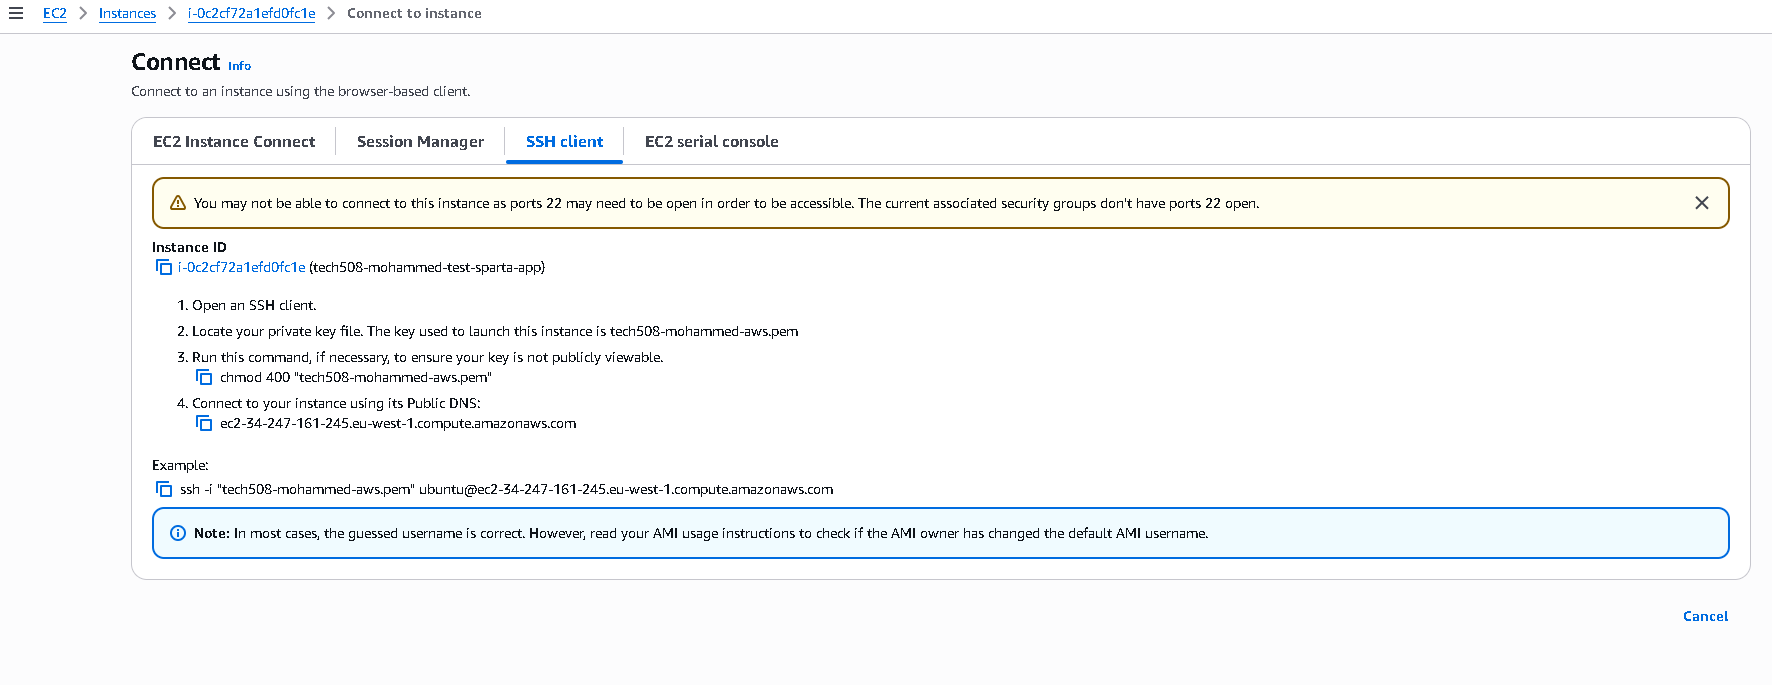 EC2 > Instances > i-0c2cf72a1efd0fc1e > Connect to instance
Connect Info
Connect to an instance using the browser-based client.
EC2 Instance Connect Session Manager SSH client EC2 serial console
You may not be able to connect to this instance as ports 22 may need to be open in order to be accessible. The current associated security groups don't have ports 22 open.
Instance ID
i-0c2cf72a1efd0fc1e (tech508-mohammed-test-sparta-app)
1. Open an SSH client.
2. Locate your private key file. The key used to launch this instance is tech508-mohammed-aws.pem
3. Run this command, if necessary, to ensure your key is not publicly viewable.
chmod 400 "tech508-mohammed-aws.pem"
4. Connect to your instance using its Public DNS:
ec2-34-247-161-245.eu-west-1.compute.amazonaws.com
Example:
ssh -i "tech508-mohammed-aws.pem" ubuntu@ec2-34-247-161-245.eu-west-1.compute.amazonaws.com
Note: In most cases, the guessed username is correct. However, read your AMI usage instructions to check if the AMI owner has changed the default AMI username.
Cancel